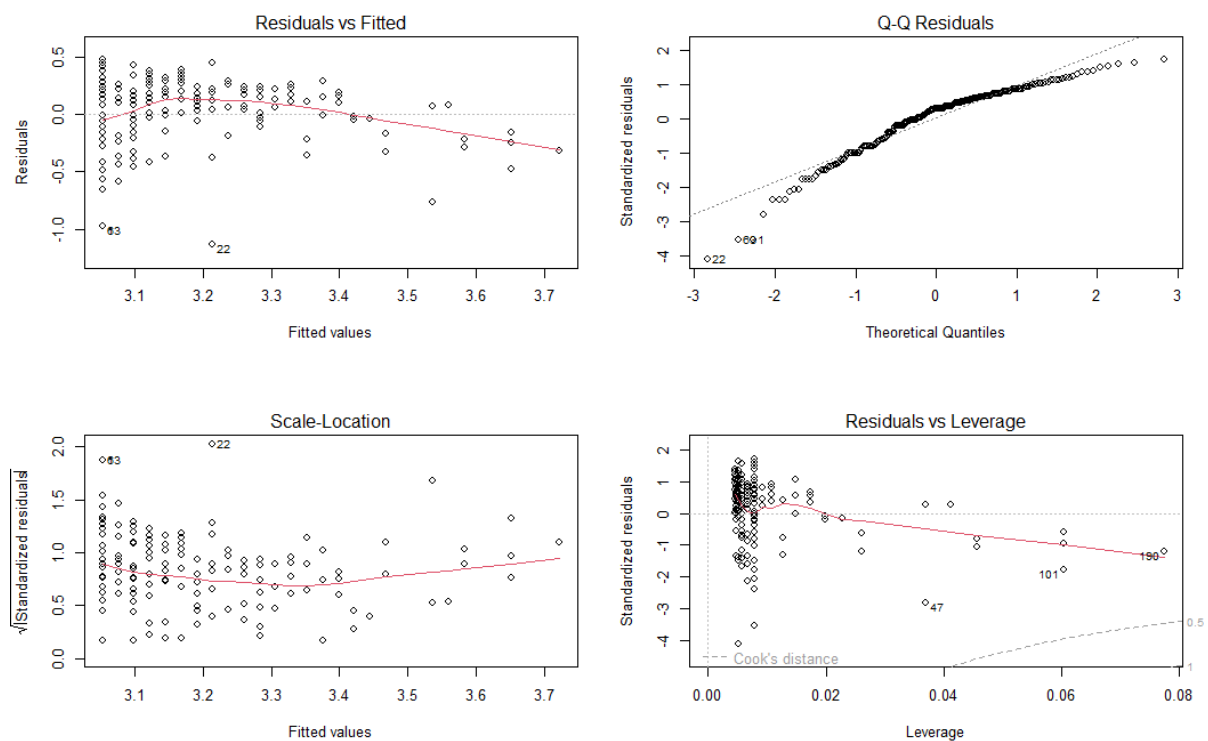 Residuals vs Fitted
Residuals
0.5
0.0
-0.5
-1.0
63
22
3.1 3.2 3.3 3.4 3.5 3.6 3.7
Fitted values
Q-Q Residuals
Standardized residuals
2
1
0
-1
-2
-3
-4
22
-3 -2 -1 0 1 2 3
Theoretical Quantiles
Scale-Location
√|Standardized residuals|
2.0
1.5
1.0
0.5
0.0
63
22
3.1 3.2 3.3 3.4 3.5 3.6 3.7
Fitted values
Residuals vs Leverage
Standardized residuals
2
1
0
-1
-2
-3
-4
47
101
190
0.5
1
Cook's distance
0.00 0.02 0.04 0.06 0.08
Leverage